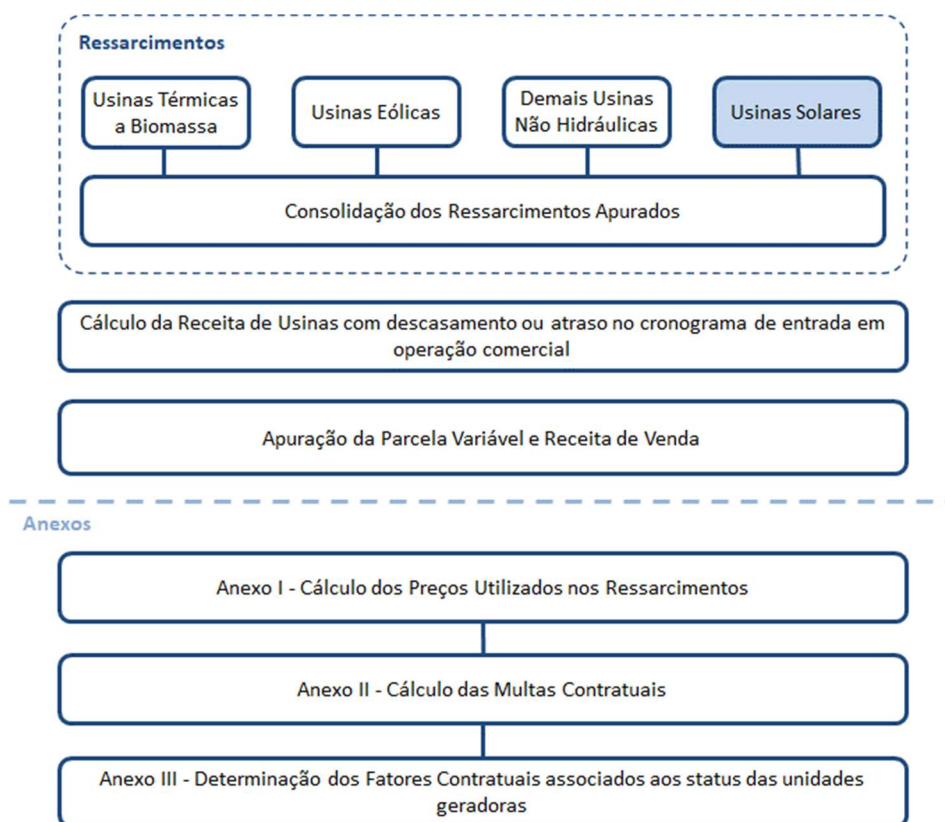 Ressarcimentos
Usinas Térmicas
a Biomassa
Usinas Eólicas
Demais Usinas
Não Hidráulicas
Usinas Solares
Consolidação dos Ressarcimentos Apurados
Cálculo da Receita de Usinas com descasamento ou atraso no cronograma de entrada em
operação comercial
Apuração da Parcela Variável e Receita de Venda
Anexos
Anexo I - Cálculo dos Preços Utilizados nos Ressarcimentos
Anexo II - Cálculo das Multas Contratuais
Anexo III - Determinação dos Fatores Contratuais associados aos status das unidades
geradoras